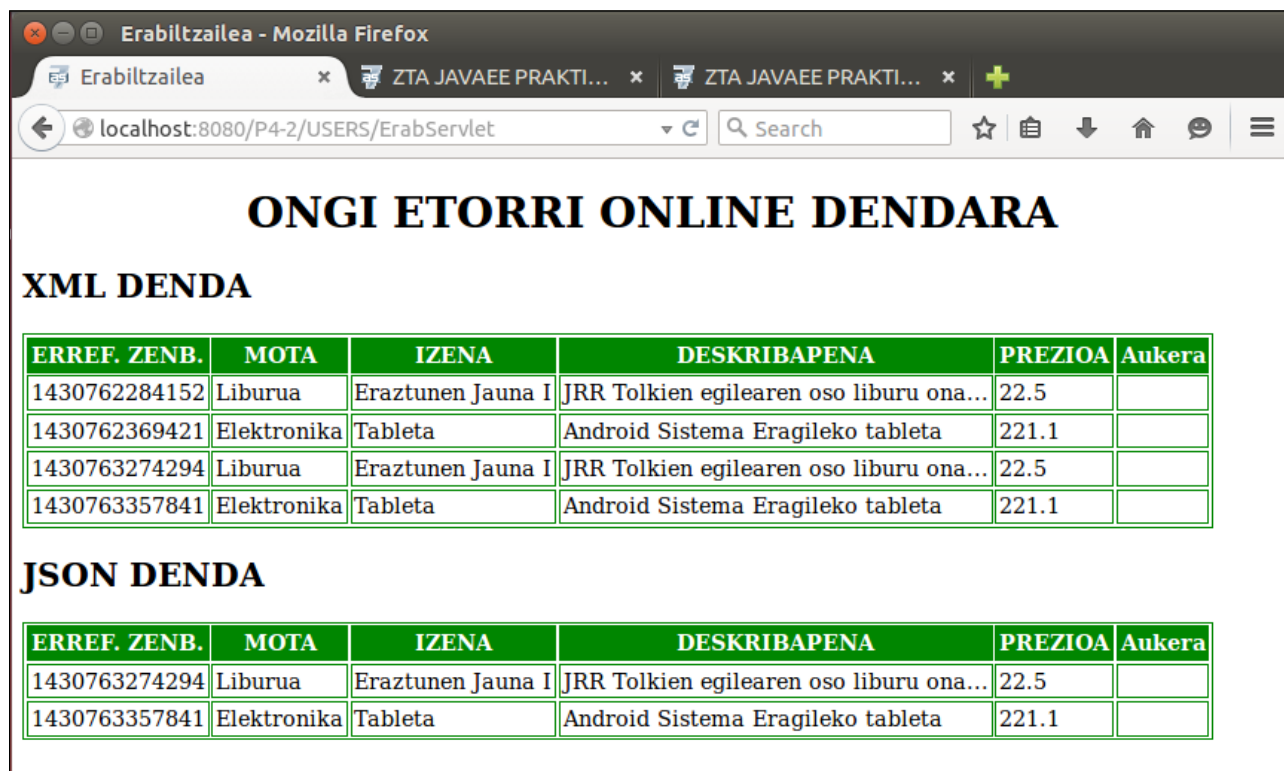 Erabiltzailea - Mozilla Firefox
Erabiltzailea ZTA JAVAEE PRAKTI... ZTA JAVAEE PRAKTI...
localhost:8080/P4-2/USERS/ErabServlet Search
ONGI ETORRI ONLINE DENDARA
XML DENDA
ERREF. ZENB. MOTA IZENA DESKRIBAPENA PREZIOA Aukera
1430762284152 Liburua Eraztunen Jauna I JRR Tolkien egilearen oso liburu ona... 22.5
1430762369421 Elektronika Tableta Android Sistema Eragileko tableta 221.1
1430763274294 Liburua Eraztunen Jauna I JRR Tolkien egilearen oso liburu ona... 22.5
1430763357841 Elektronika Tableta Android Sistema Eragileko tableta 221.1
JSON DENDA
ERREF. ZENB. MOTA IZENA DESKRIBAPENA PREZIOA Aukera
1430763274294 Liburua Eraztunen Jauna I JRR Tolkien egilearen oso liburu ona... 22.5
1430763357841 Elektronika Tableta Android Sistema Eragileko tableta 221.1